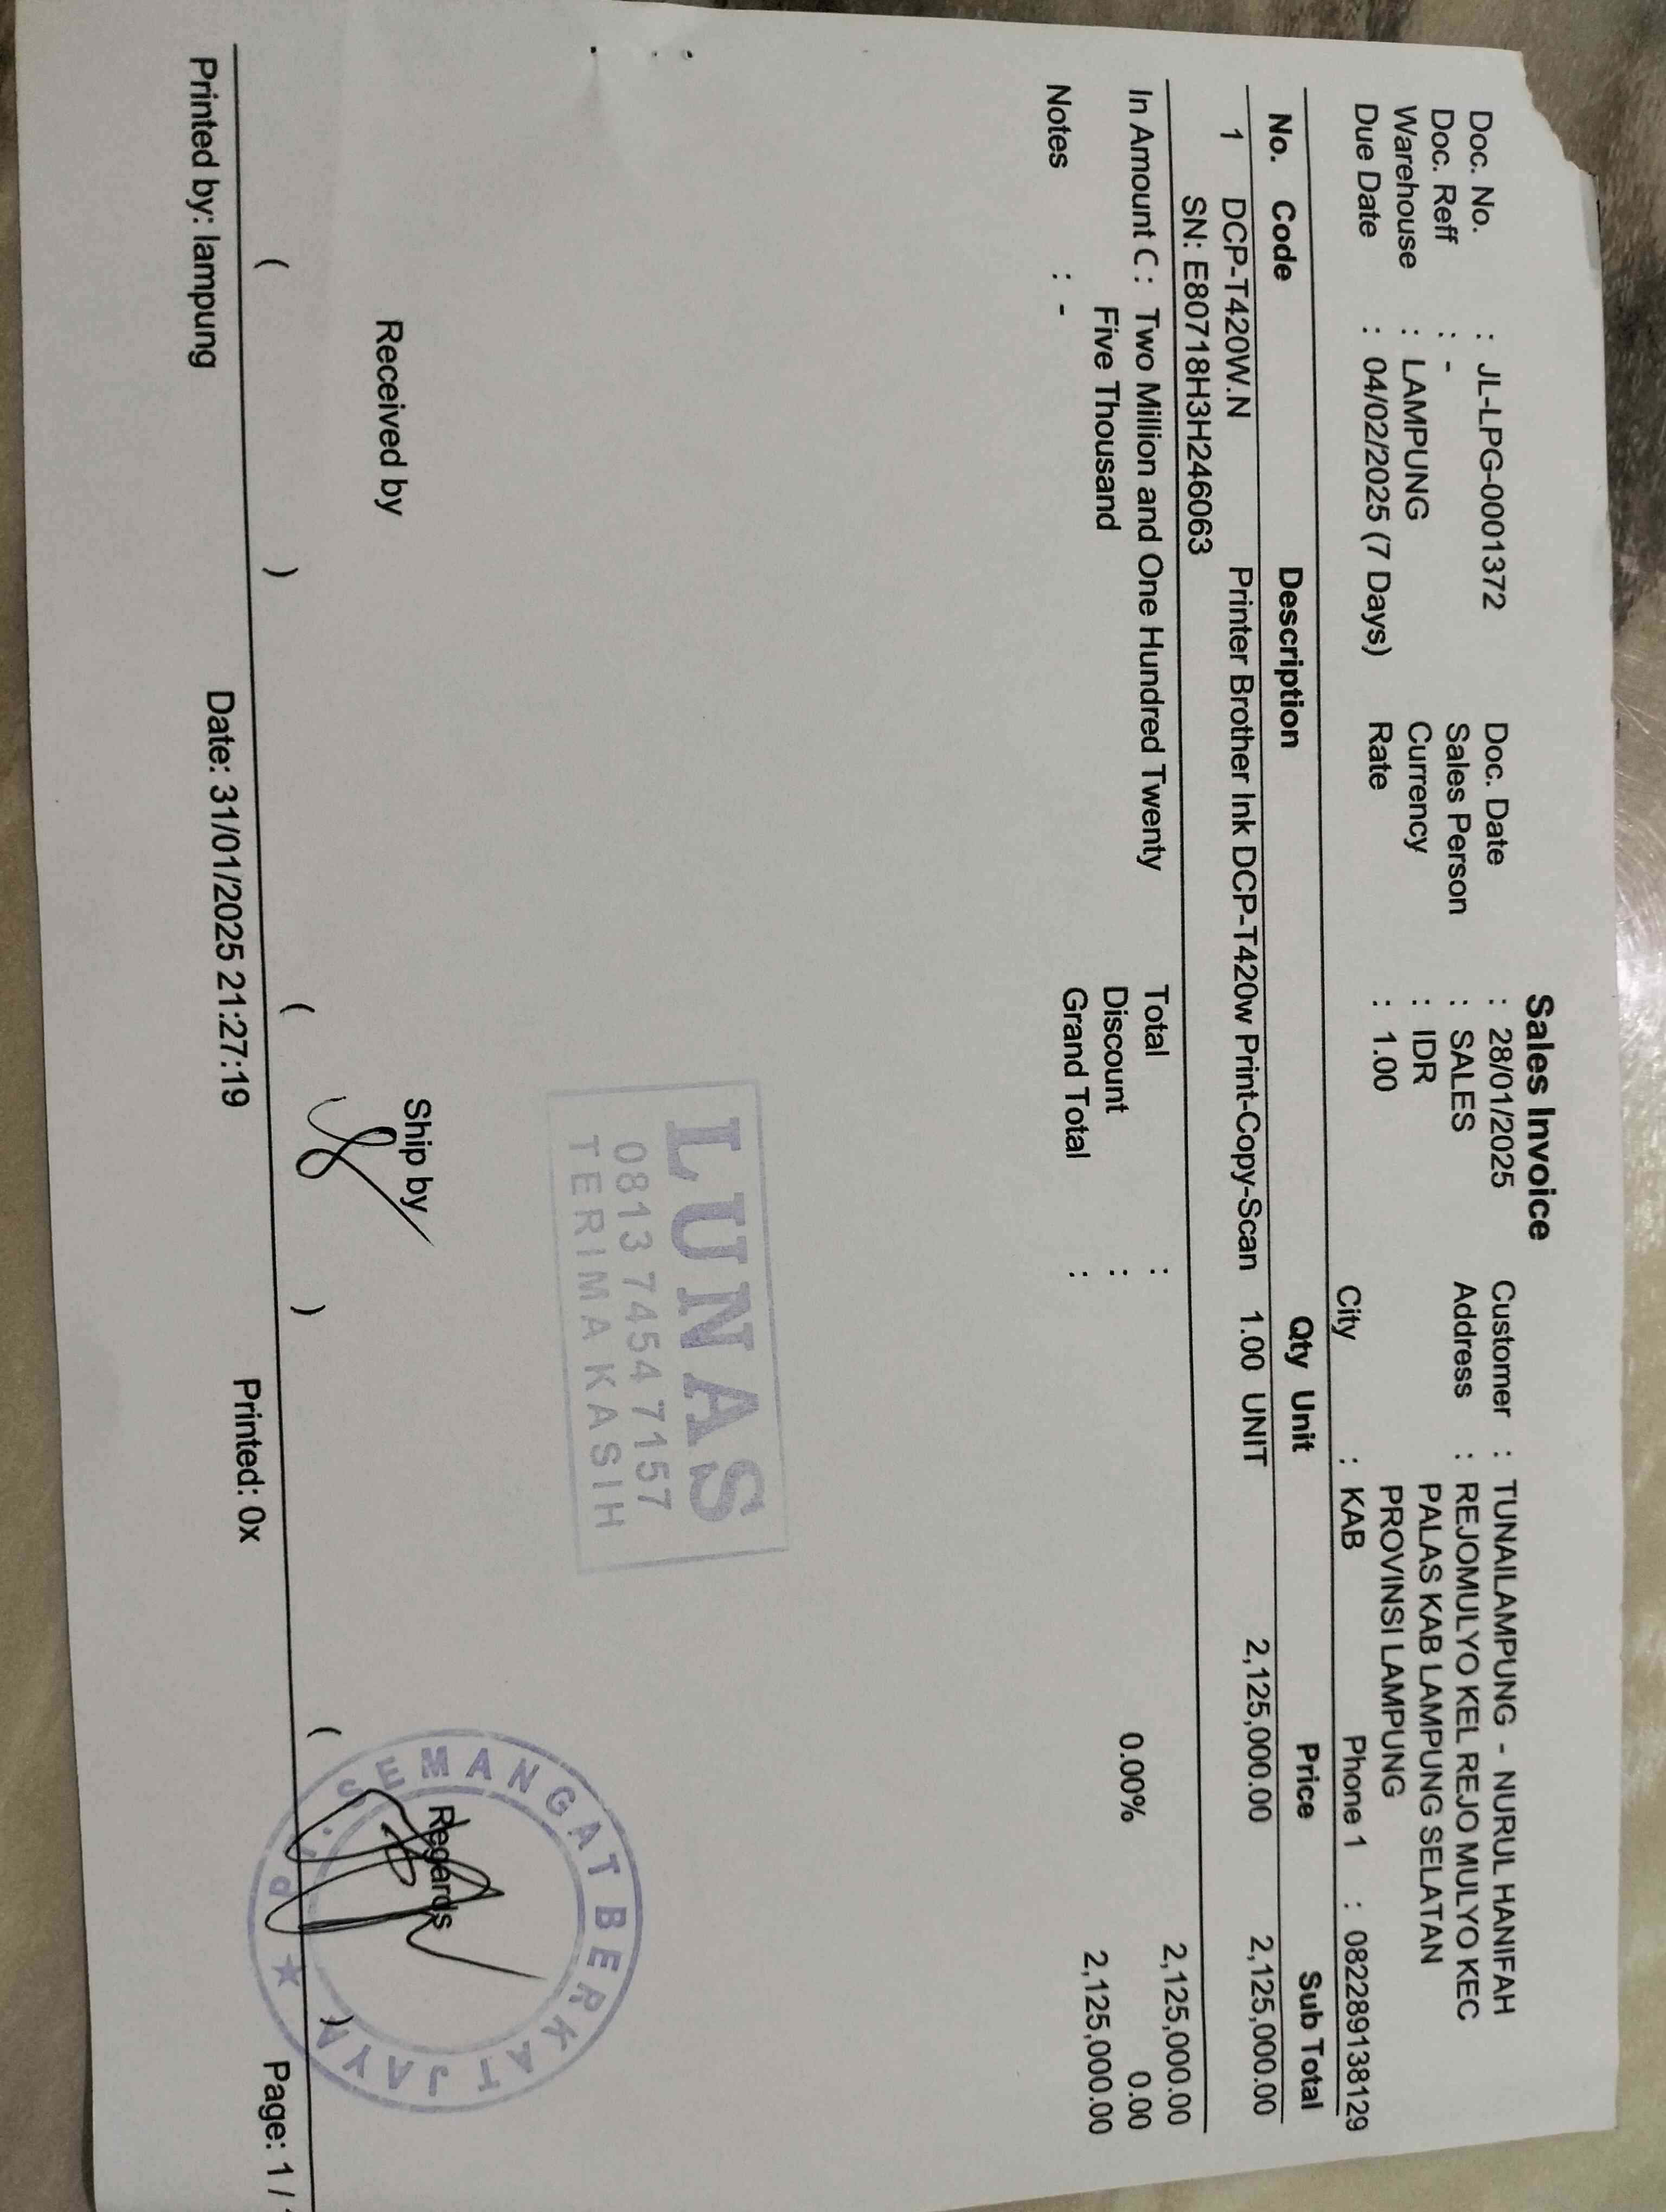 Sales Invoice
Doc. No. : JL-LPG-0001372 Doc. Date : 28/01/2025 Customer : TUNAILAMPUNG - NURUL HANIFAH
Doc. Reff : - Sales Person : SALES Address : REJOMULYO KEL REJO MULYO KEC
Warehouse : LAMPUNG Currency : IDR PALAS KAB LAMPUNG SELATAN
Due Date : 04/02/2025 (7 Days) Rate : 1.00 PROVINSI LAMPUNG
City : KAB Phone 1 : 082289138129
No. Code Description Qty Unit Price Sub Total
1 DCP-T420W.N Printer Brother Ink DCP-T420w Print-Copy-Scan 1.00 UNIT 2,125,000.00 2,125,000.00
SN: E80718H3H246063
In Amount C : Two Million and One Hundred Twenty Total : 2,125,000.00
Five Thousand Discount : 0.00% 0.00
Notes : - Grand Total : 2,125,000.00
LUNAS
0813 7454 7157
TERIMA KASIH
Received by Ship by Regards
SEMANGAT BERKAT JAYA
( ) ( ) ( )
Printed by: lampung Date: 31/01/2025 21:27:19 Printed: 0x Page: 1 /